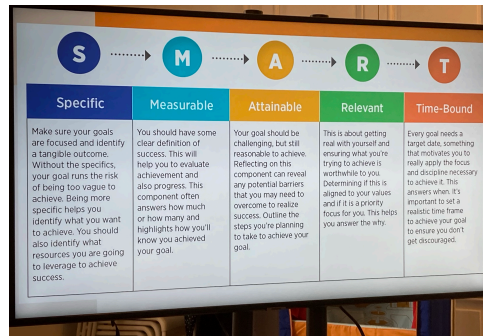 S
M
A
R
T
Specific
Measurable
Attainable
Relevant
Time-Bound
Make sure your goals
are focused and identify
a tangible outcome.
Without the specifics,
your goal runs the risk
of being too vague to
achieve. Being more
specific helps you
identify what you want
to achieve. You should
also identify what
resources you are going
to leverage to achieve
success.
You should have some
clear definition of
success. This will
help you to evaluate
achievement and
also progress. This
component often
answers how much
or how many and
highlights how you'll
know you achieved
your goal.
Your goal should be
challenging, but still
reasonable to achieve.
Reflecting on this
component can reveal
any potential barriers
that you may need to
overcome to realize
success. Outline the
steps you're planning
to take to achieve your
goal.
This is about getting
real with yourself and
ensuring what you're
trying to achieve is
worthwhile to you.
Determining if this is
aligned to your values
and if it is a priority
focus for you. This helps
you answer the why.
Every goal needs a
target date, something
that motivates you to
really apply the focus
and discipline necessary
to achieve it. This
answers when. it's
important to set a
realistic time frame
to achieve your goal
to ensure you don't
get discouraged.